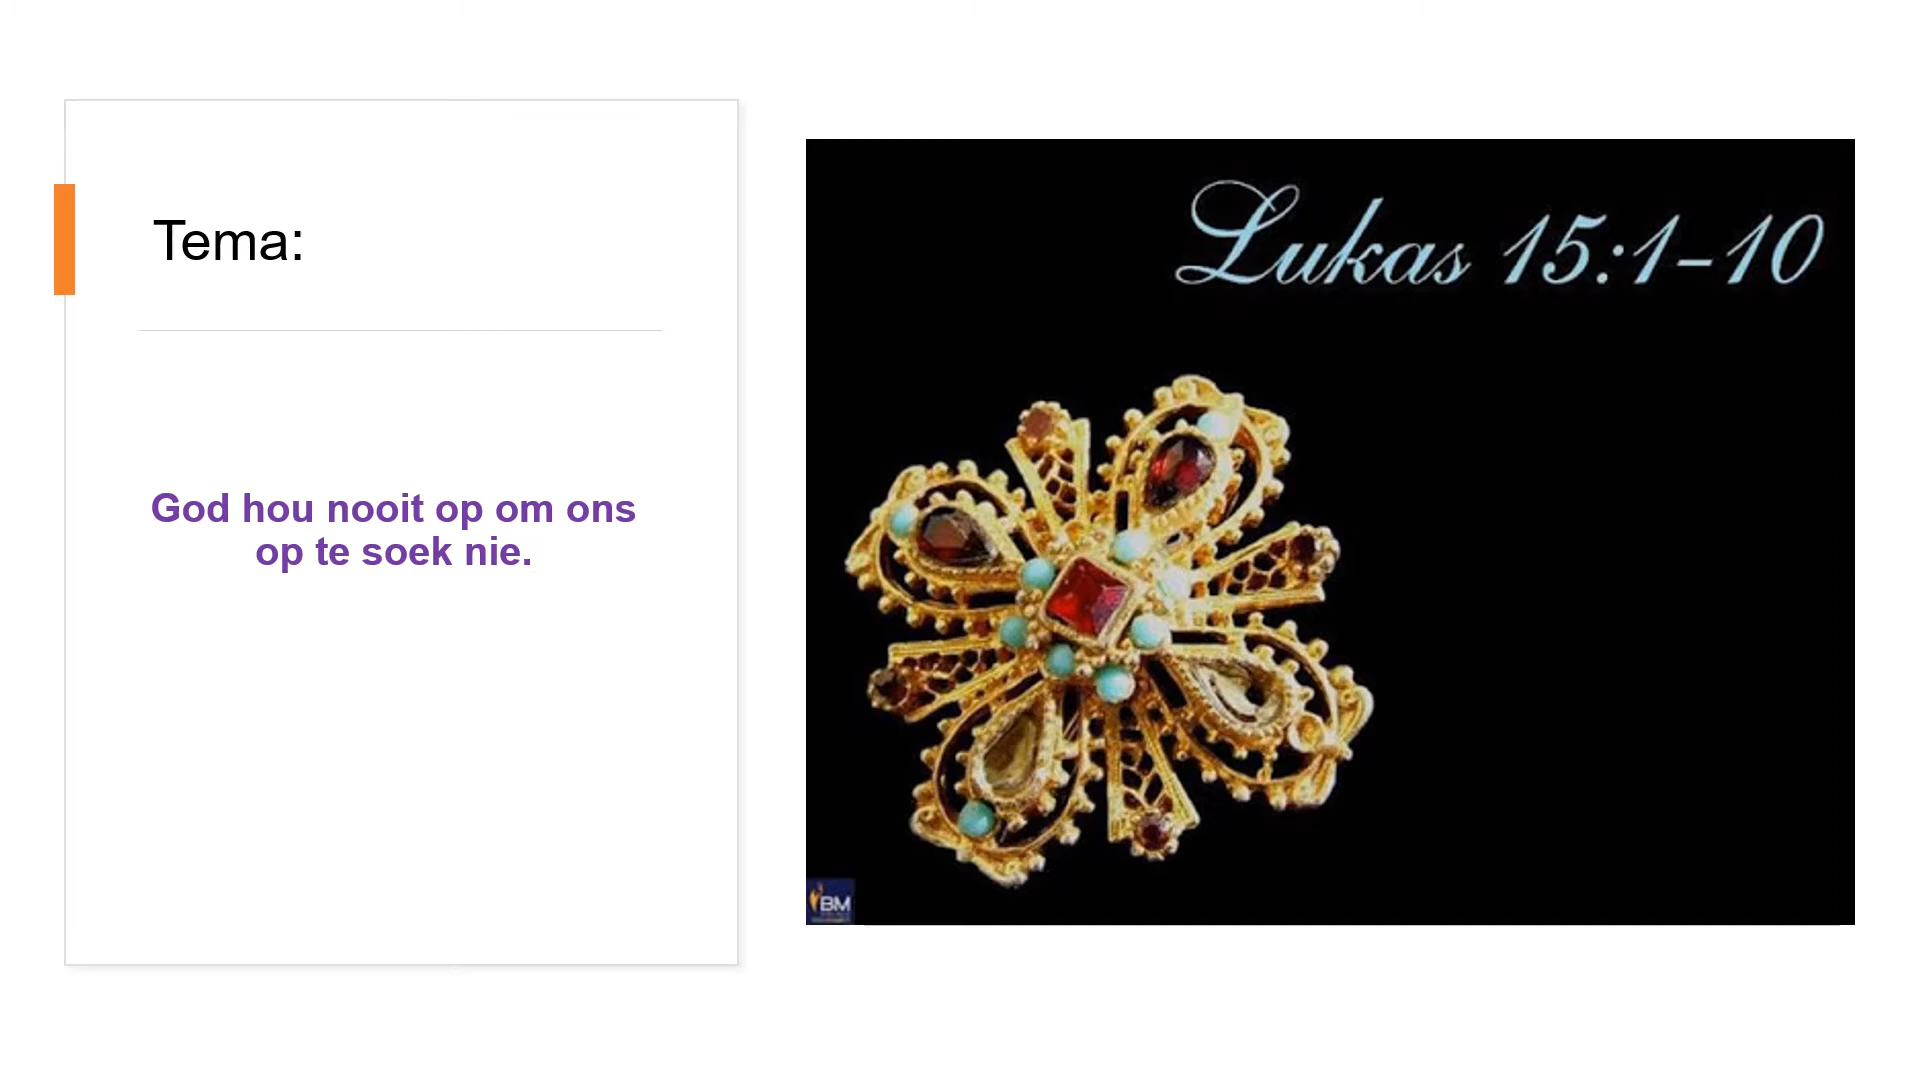 Tema:
God hou nooit op om ons
op te soek nie.
Lukas 15:1-10
BM